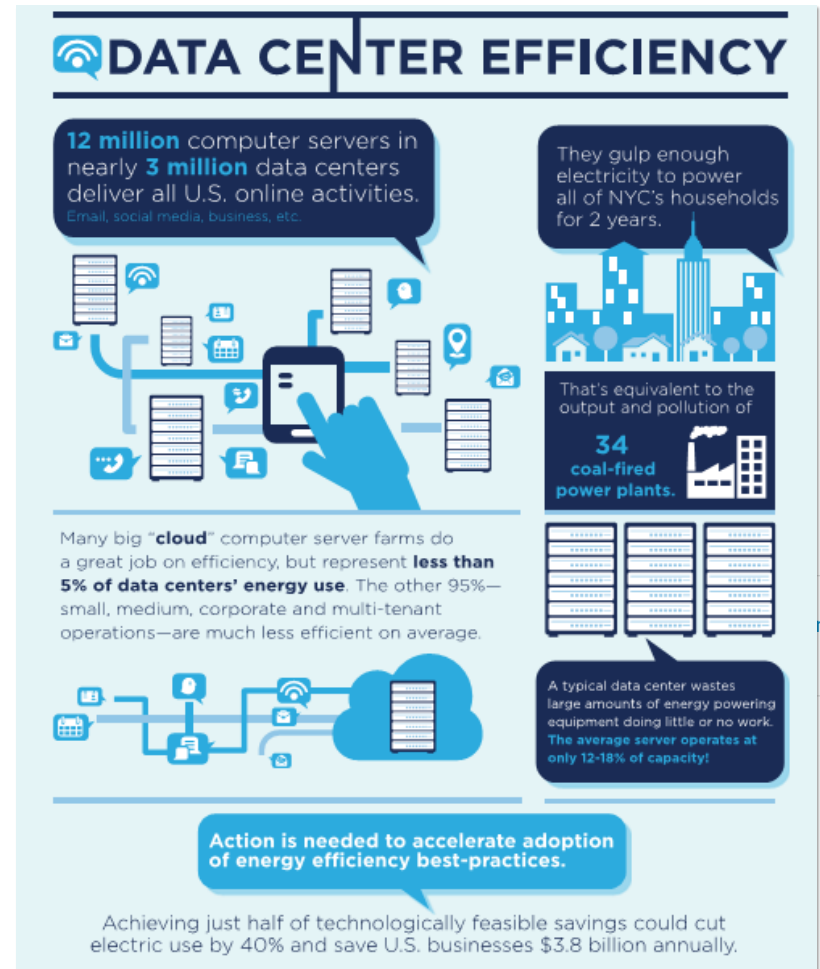 DATA CENTER EFFICIENCY
12 million computer servers in
nearly 3 million data centers
deliver all U.S. online activities.
Email, social media, business, etc.
They gulp enough
electricity to power
all of NYC's households
for 2 years.
That's equivalent to the
output and pollution of
34
coal-fired
power plants.
Many big "cloud" computer server farms do
a great job on efficiency, but represent less than
5% of data centers' energy use. The other 95%—
small, medium, corporate and multi-tenant
operations—are much less efficient on average.
A typical data center wastes
large amounts of energy powering
equipment doing little or no work.
The average server operates at
only 12-18% of capacity!
Action is needed to accelerate adoption
of energy efficiency best-practices.
Achieving just half of technologically feasible savings could cut
electric use by 40% and save U.S. businesses $3.8 billion annually.